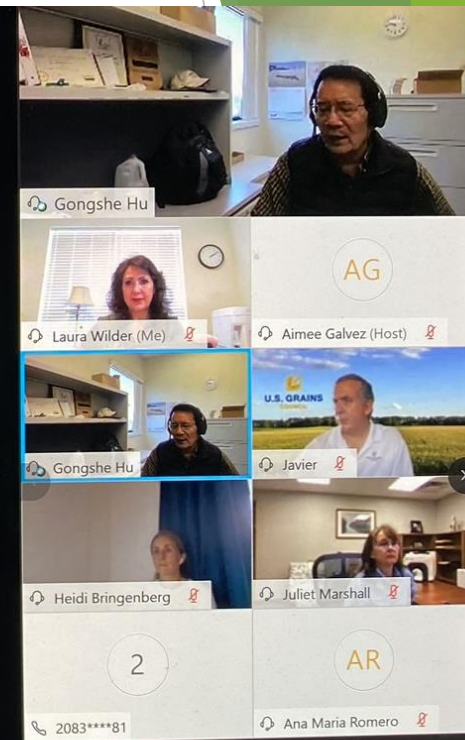 Gongshe Hu
Laura Wilder (Me)
AG
Aimee Galvez (Host)
Gongshe Hu
U.S. GRAINS
COUNCIL
Javier
Heidi Bringenberg
Juliet Marshall
2
2083****81
AR
Ana Maria Romero